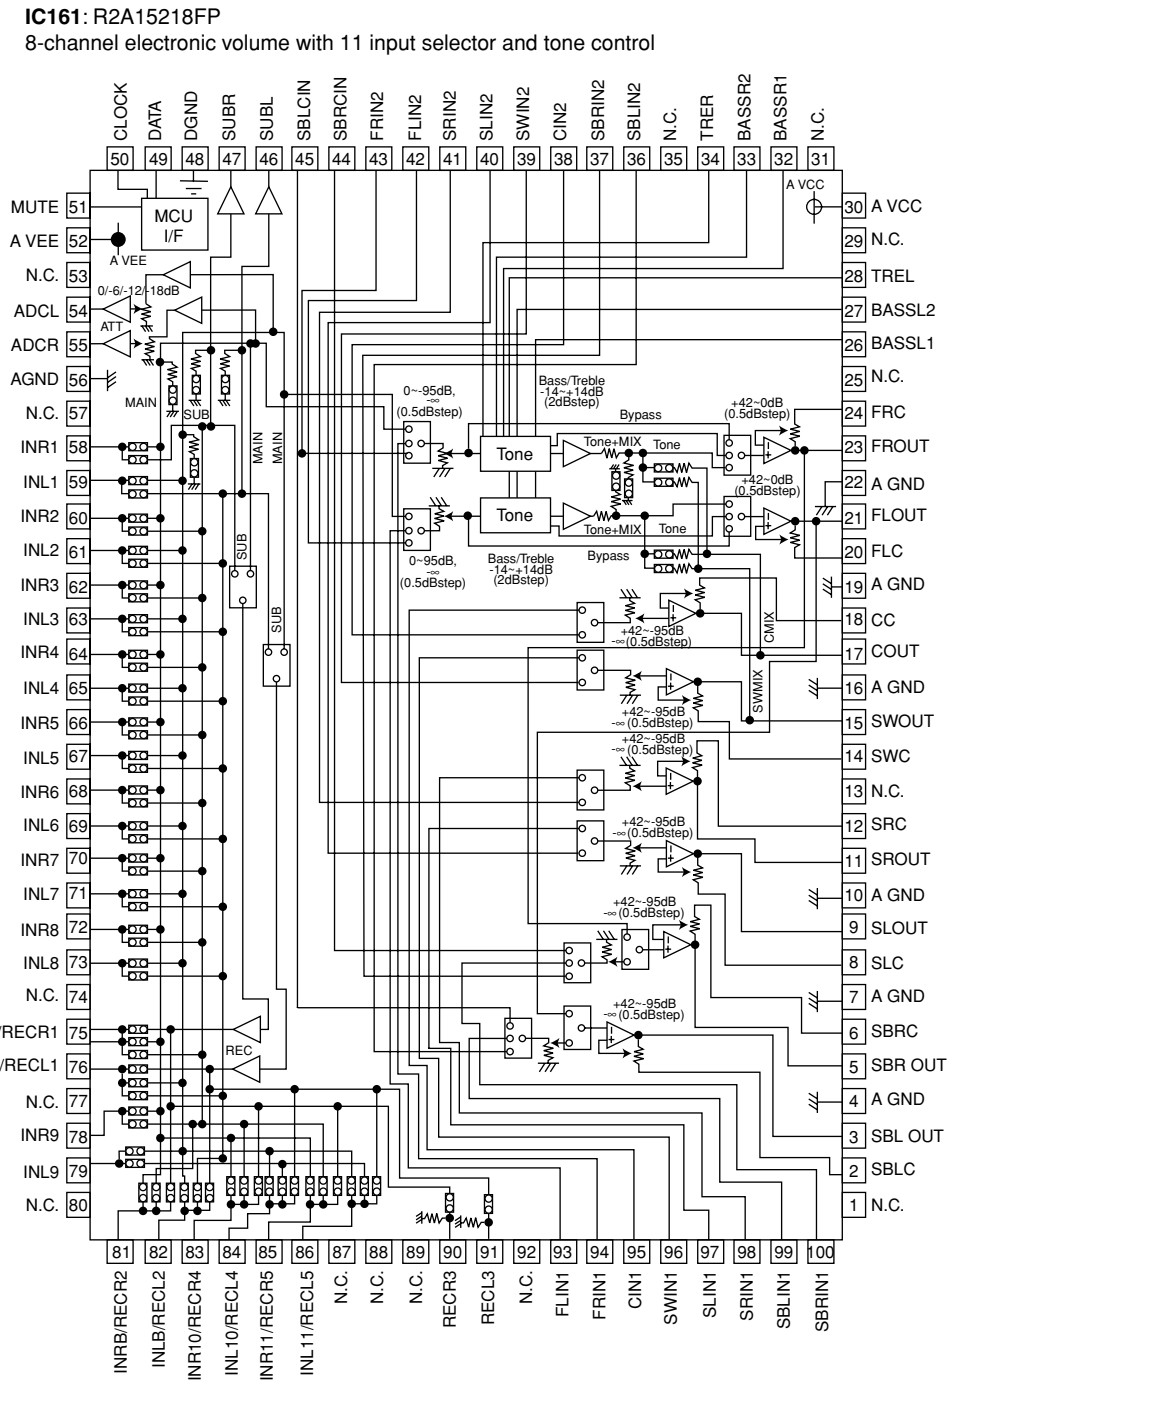 IC161: R2A15218FP
8-channel electronic volume with 11 input selector and tone control
CLOCK DATA DGND SUBR SUBL SBLCIN SBRCIN FRIN2 FLIN2 SRIN2 SLIN2 SWIN2 CIN2 SBRIN2 SBLIN2 N.C. TRER BASSR2 BASSR1 N.C.
50 49 48 47 46 45 44 43 42 41 40 39 38 37 36 35 34 33 32 31
MUTE 51
A VEE 52
N.C. 53
ADCL 54
ADCR 55
AGND 56
N.C. 57
INR1 58
INL1 59
INR2 60
INL2 61
INR3 62
INL3 63
INR4 64
INL4 65
INR5 66
INL5 67
INR6 68
INL6 69
INR7 70
INL7 71
INR8 72
INL8 73
N.C. 74
/RECR1 75
/RECL1 76
N.C. 77
INR9 78
INL9 79
N.C. 80
MCU
I/F
A VEE
0/-6/-12/-18dB
ATT
MAIN
SUB
MAIN
MAIN
SUB
SUB
REC
0~-95dB,
-∞
(0.5dBstep)
Bass/Treble
-14~+14dB
(2dBstep)
Bypass
+42~0dB
(0.5dBstep)
Tone
Tone+MIX
Tone
+42~0dB
(0.5dBstep)
Tone
Tone+MIX
Tone
0~95dB,
-∞
(0.5dBstep)
Bass/Treble
-14~+14dB
(2dBstep)
Bypass
+42~-95dB
-∞(0.5dBstep)
CMIX
SWMIX
+42~-95dB
-∞(0.5dBstep)
+42~-95dB
-∞(0.5dBstep)
+42~-95dB
-∞(0.5dBstep)
+42~-95dB
-∞(0.5dBstep)
+42~-95dB
-∞(0.5dBstep)
A VCC
30 A VCC
29 N.C.
28 TREL
27 BASSL2
26 BASSL1
25 N.C.
24 FRC
23 FROUT
22 A GND
21 FLOUT
20 FLC
19 A GND
18 CC
17 COUT
16 A GND
15 SWOUT
14 SWC
13 N.C.
12 SRC
11 SROUT
10 A GND
9 SLOUT
8 SLC
7 A GND
6 SBRC
5 SBR OUT
4 A GND
3 SBL OUT
2 SBLC
1 N.C.
81 82 83 84 85 86 87 88 89 90 91 92 93 94 95 96 97 98 99 100
INRB/RECR2 INLB/RECL2 INR10/RECR4 INL10/RECL4 INR11/RECR5 INL11/RECL5 N.C. N.C. N.C. RECR3 RECL3 N.C. FLIN1 FRIN1 CIN1 SWIN1 SLIN1 SRIN1 SBLIN1 SBRIN1